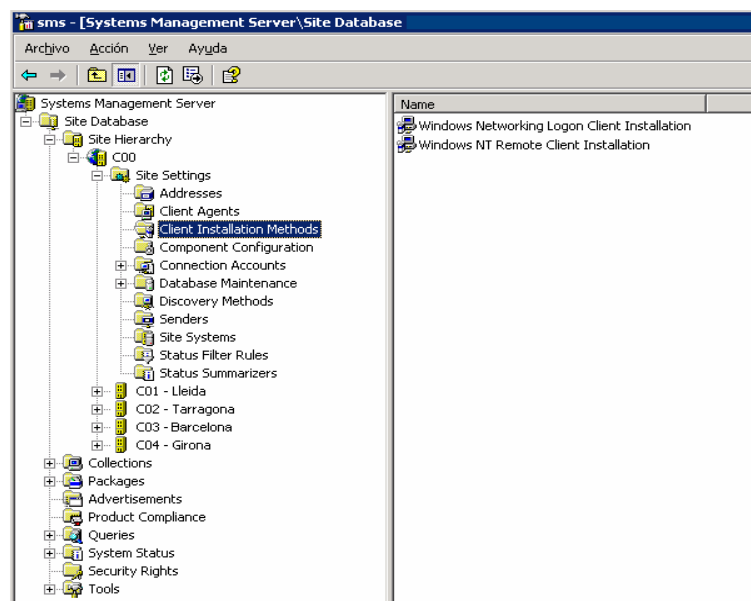 sms - [Systems Management Server\Site Database
Archivo Acción Ver Ayuda
Systems Management Server
Site Database
Site Hierarchy
C00
Site Settings
Addresses
Client Agents
Client Installation Methods
Component Configuration
Connection Accounts
Database Maintenance
Discovery Methods
Senders
Site Systems
Status Filter Rules
Status Summarizers
C01 - Lleida
C02 - Tarragona
C03 - Barcelona
C04 - Girona
Collections
Packages
Advertisements
Product Compliance
Queries
System Status
Security Rights
Tools
Name
Windows Networking Logon Client Installation
Windows NT Remote Client Installation